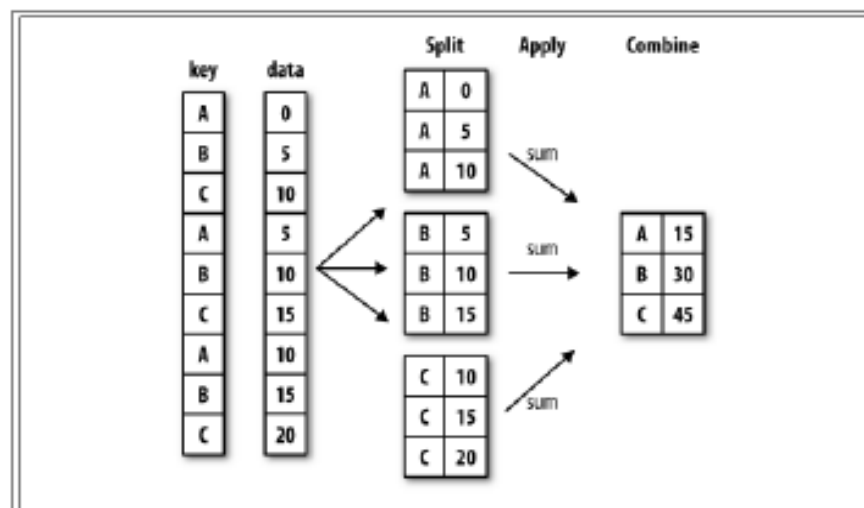 Split Apply Combine
key data
A 0
B 5
C 10
A 5
B 10
C 15
A 10
B 15
C 20
A 0
A 5
A 10
B 5
B 10
B 15
C 10
C 15
C 20
sum
sum
sum
A 15
B 30
C 45